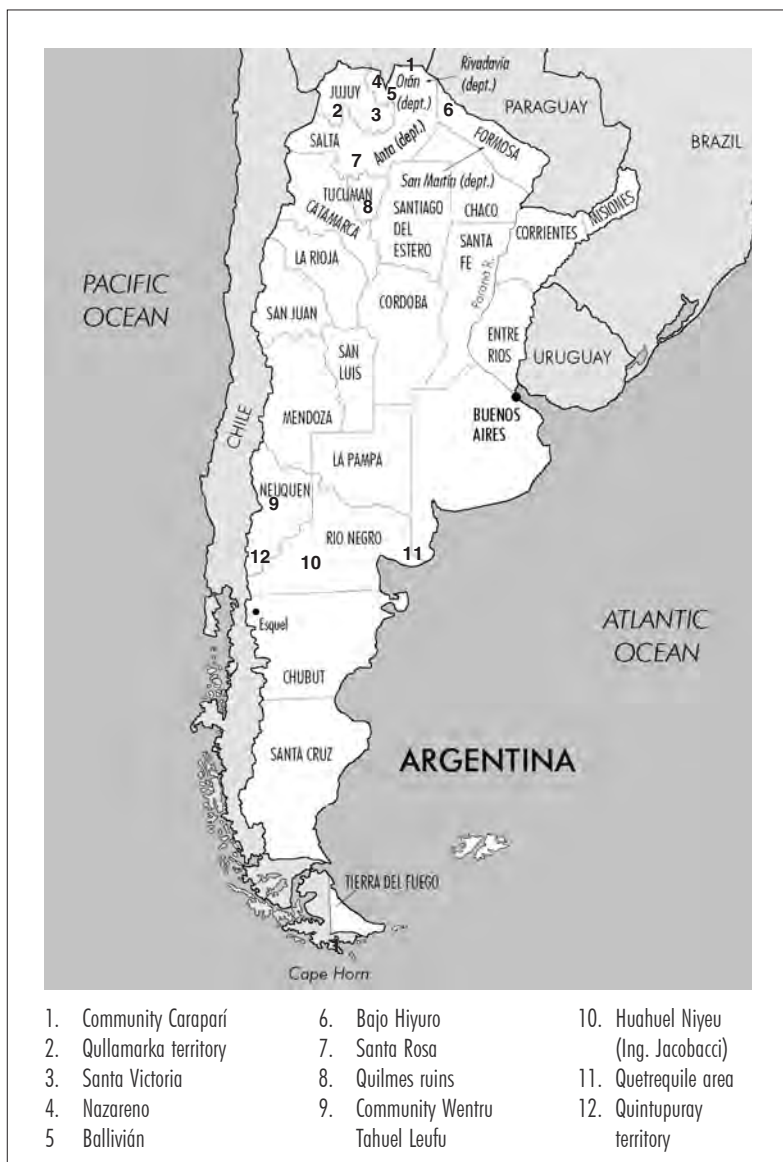 1
Rivadavía
(dept.)
4
Orán
(dept.)
5
JUJUY
2
3
6
PARAGUAY
BRAZIL
SALTA
Anta (dept.)
FORMOSA
7
San Martín (dept.)
TUCUMAN
8
CATAMARCA
SANTIAGO
DEL
ESTERO
CHACO
MISIONES
CORRIENTES
SANTA
FE
LA RIOJA
Parana R.
PACIFIC
OCEAN
CORDOBA
SAN JUAN
ENTRE
RIOS
URUGUAY
SAN
LUIS
CHILE
MENDOZA
BUENOS
AIRES
LA PAMPA
NEUQUEN
9
RIO NEGRO
12
10
11
Esquel
ATLANTIC
OCEAN
CHUBUT
SANTA CRUZ
ARGENTINA
TIERRA DEL FUEGO
Cape Horn
1. Community Caraparí
2. Qullamarka territory
3. Santa Victoria
4. Nazareno
5 Ballivián
6. Bajo Hiyuro
7. Santa Rosa
8. Quilmes ruins
9. Community Wentru
Tahuel Leufu
10. Huahuel Niyeu
(Ing. Jacobacci)
11. Quetrequile area
12. Quintupuray
territory